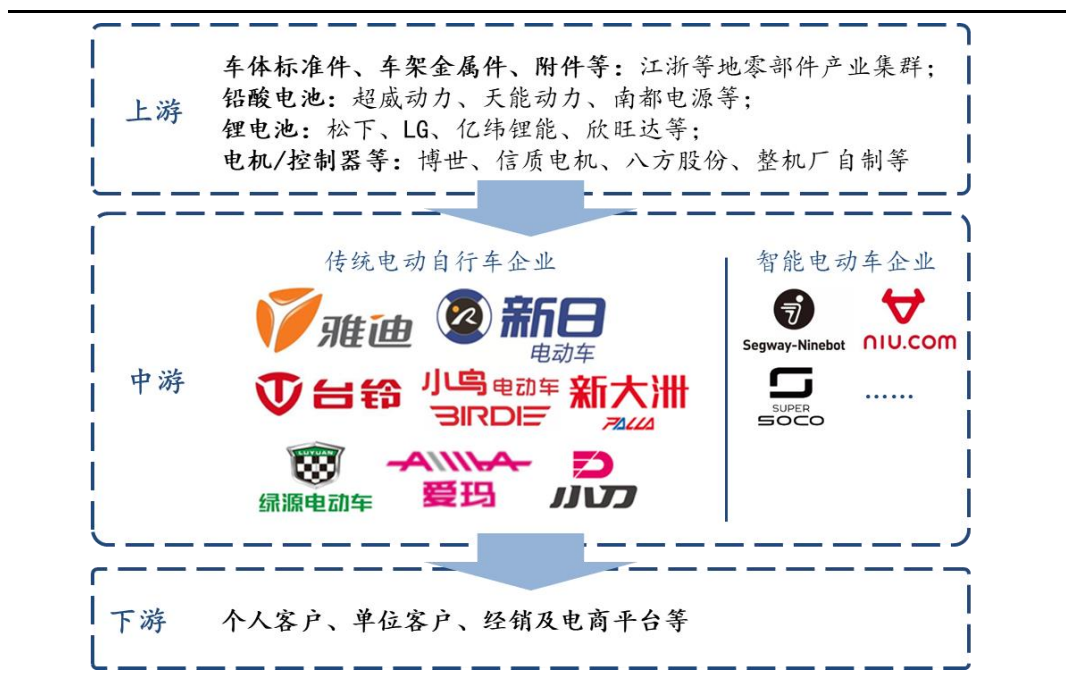 上游
车体标准件、车架金属件、附件等：江浙等地零部件产业集群；
铅酸电池：超威动力、天能动力、南都电源等；
锂电池：松下、LG、亿纬锂能、欣旺达等；
电机/控制器等：博世、信质电机、八方股份、整机厂自制等
中游
传统电动自行车企业
雅迪
新日
电动车
台铃
小鸟电动车
BIRDIE
新大洲
PALLA
LUYUAN
绿源电动车
AIMA
爱玛
小刀
智能电动车企业
Segway-Ninebot
niu.com
SUPER
SOCO
……
下游
个人客户、单位客户、经销及电商平台等